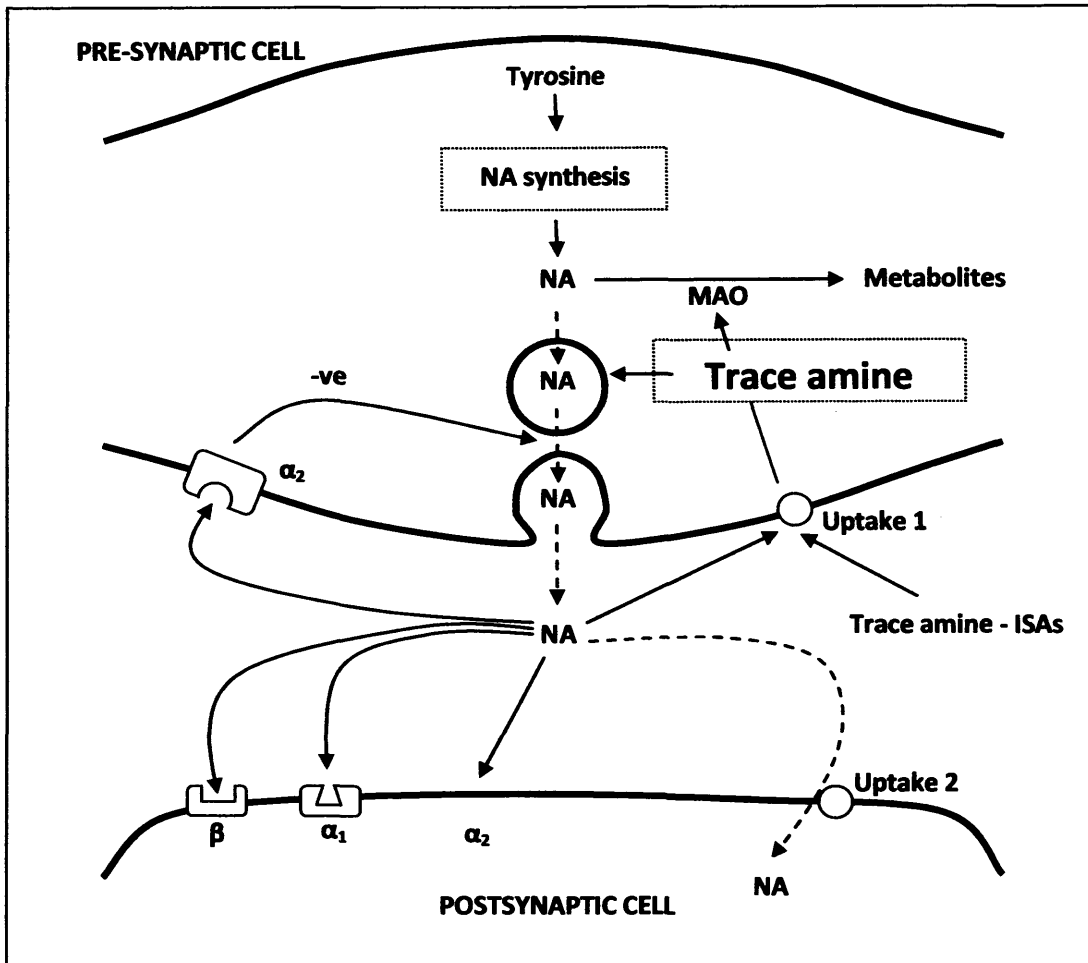 PRE-SYNAPTIC CELL
Tyrosine
NA synthesis
NA
Metabolites
MAO
-ve
NA
Trace amine
α₂
NA
Uptake 1
NA
Trace amine - ISAs
Uptake 2
β
α₁
α₂
NA
POSTSYNAPTIC CELL